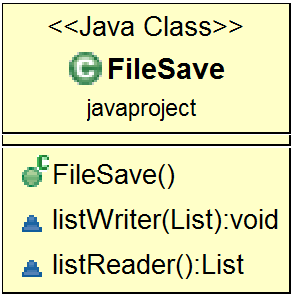 <<Java Class>>
C FileSave
javaproject
C FileSave()
listWriter(List):void
listReader():List